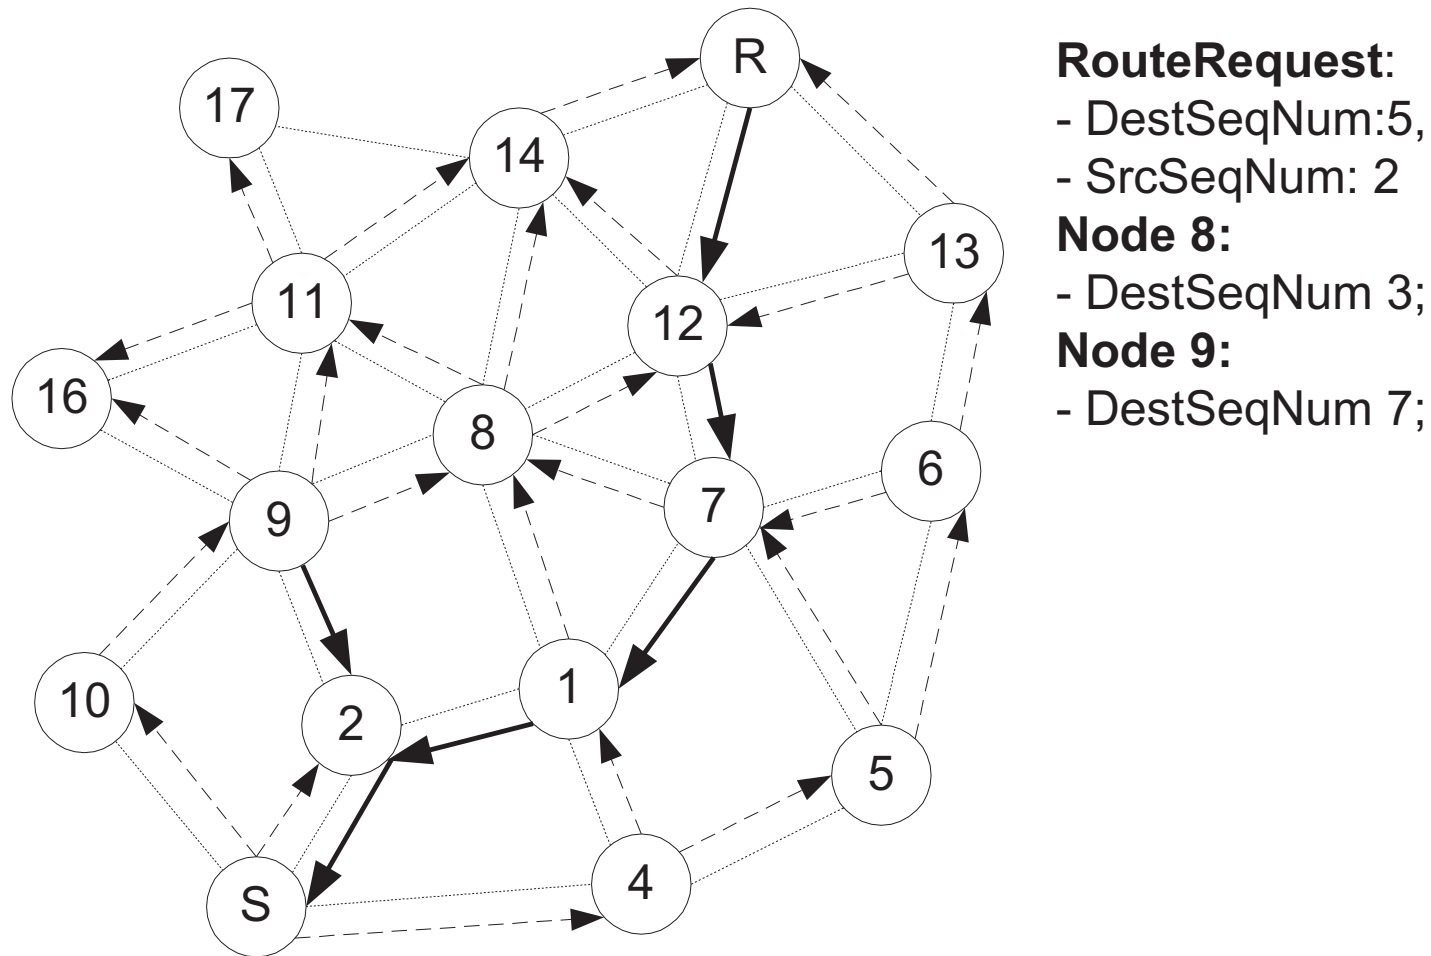 R
17
14
13
11
12
16
8
6
7
9
1
10
2
5
4
S
RouteRequest:
- DestSeqNum:5,
- SrcSeqNum: 2
Node 8:
- DestSeqNum 3;
Node 9:
- DestSeqNum 7;